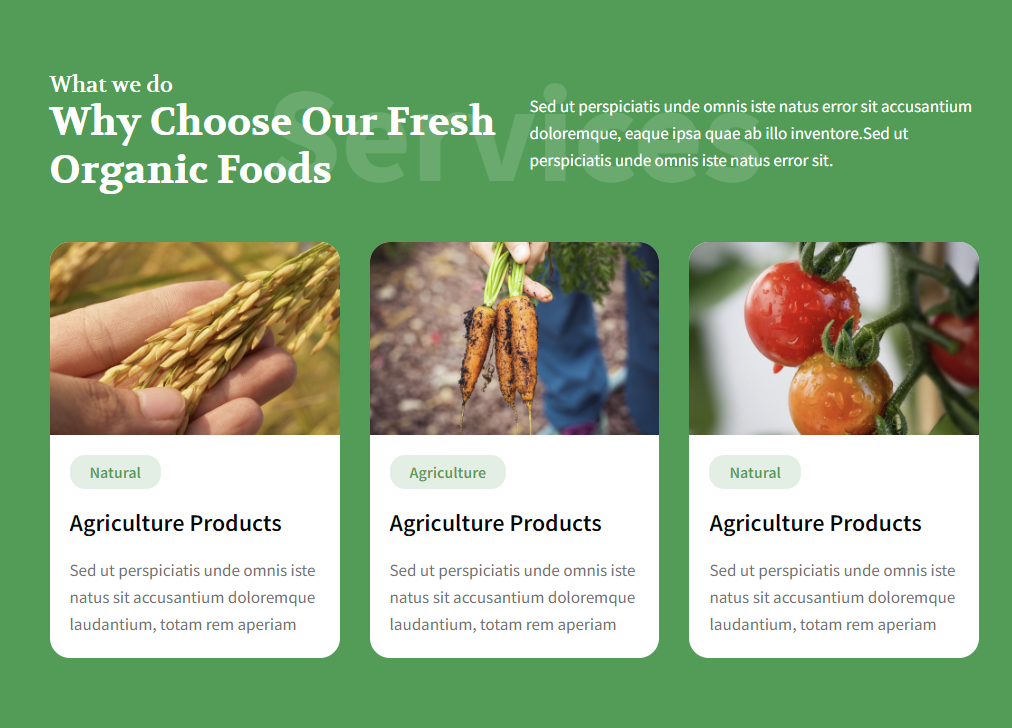 What we do
Why Choose Our Fresh
Organic Foods
Services
Sed ut perspiciatis unde omnis iste natus error sit accusantium
doloremque, eaque ipsa quae ab illo inventore.Sed ut
perspiciatis unde omnis iste natus error sit.
Natural
Agriculture Products
Sed ut perspiciatis unde omnis iste
natus sit accusantium doloremque
laudantium, totam rem aperiam
Agriculture
Agriculture Products
Sed ut perspiciatis unde omnis iste
natus sit accusantium doloremque
laudantium, totam rem aperiam
Natural
Agriculture Products
Sed ut perspiciatis unde omnis iste
natus sit accusantium doloremque
laudantium, totam rem aperiam